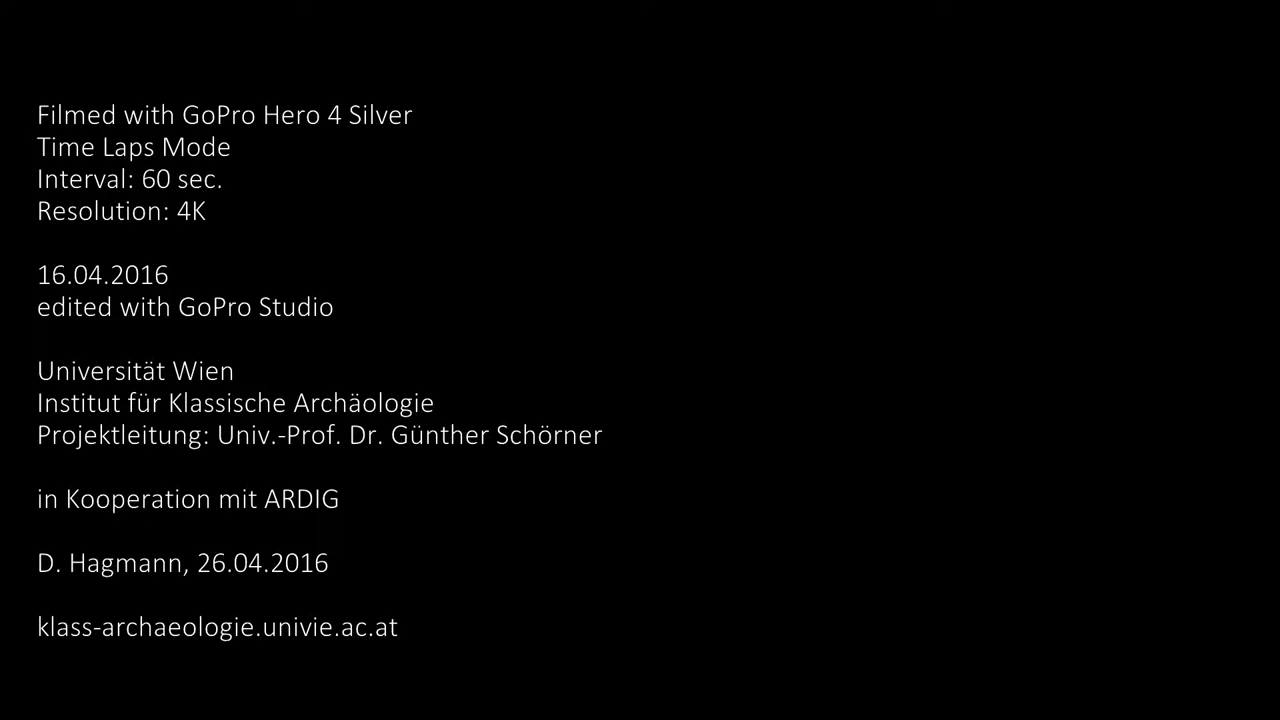 Filmed with GoPro Hero 4 Silver
Time Laps Mode
Interval: 60 sec.
Resolution: 4K
16.04.2016
edited with GoPro Studio
Universität Wien
Institut für Klassische Archäologie
Projektleitung: Univ.-Prof. Dr. Günther Schörner
in Kooperation mit ARDIG
D. Hagmann, 26.04.2016
klass-archaeologie.univie.ac.at